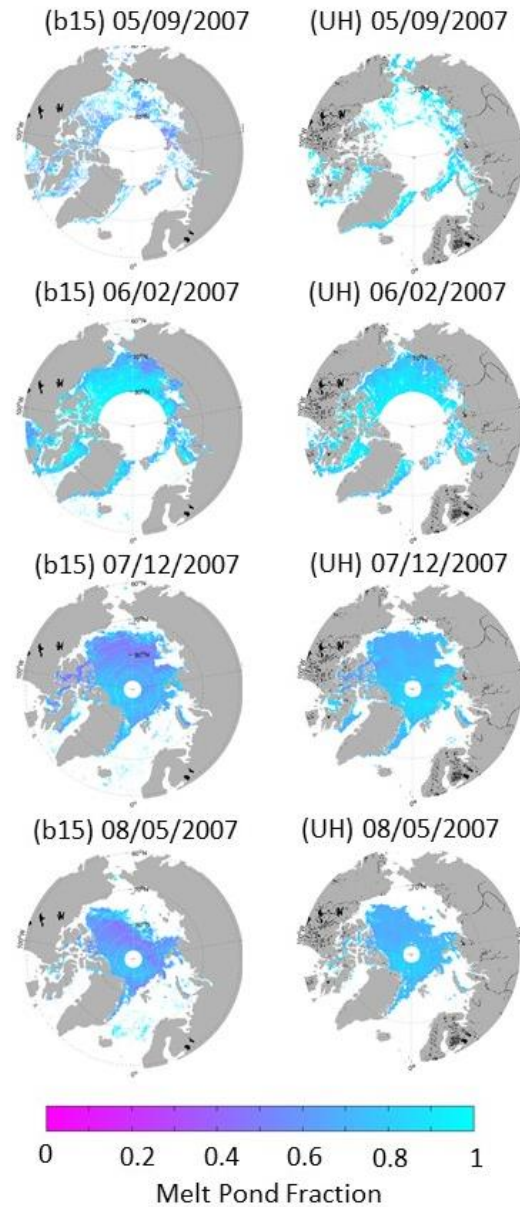 (b15) 05/09/2007 (UH) 05/09/2007
(b15) 06/02/2007 (UH) 06/02/2007
(b15) 07/12/2007 (UH) 07/12/2007
(b15) 08/05/2007 (UH) 08/05/2007
0 0.2 0.4 0.6 0.8 1
Melt Pond Fraction